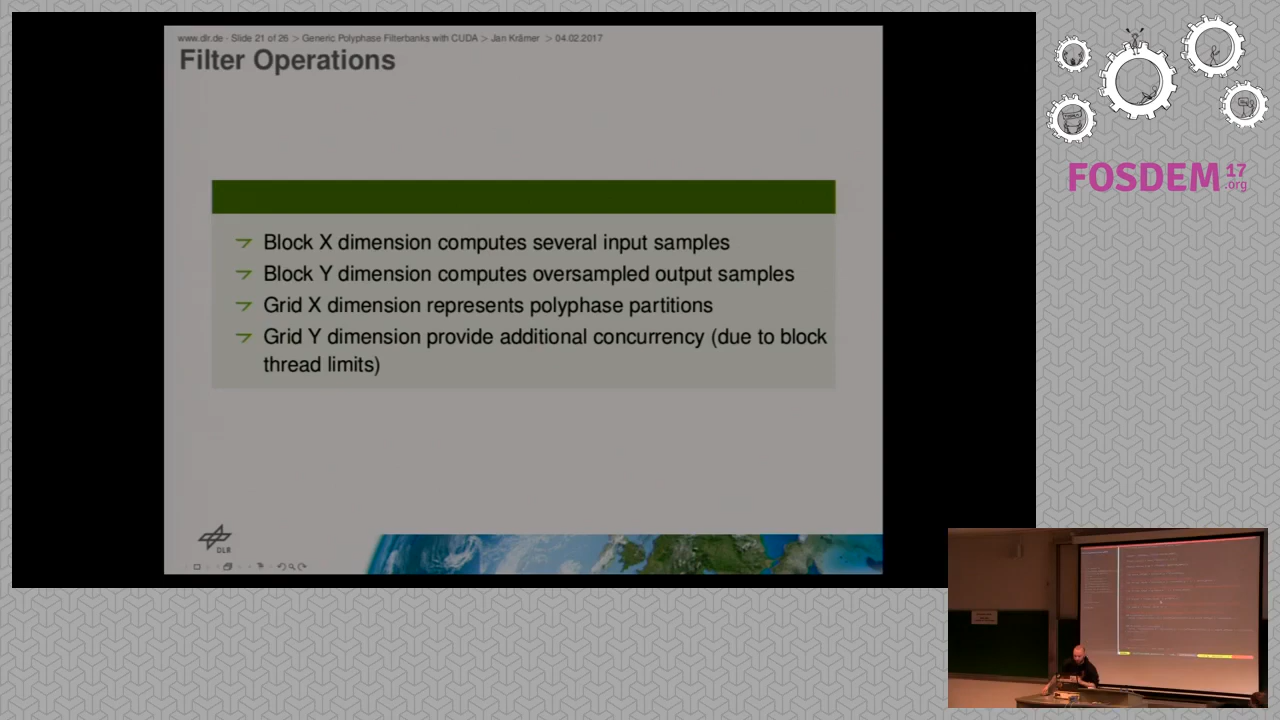 www.dlr.de · Slide 21 of 26 > Generic Polyphase Filterbanks with CUDA > Jan Krämer > 04.02.2017
Filter Operations
Block X dimension computes several input samples
Block Y dimension computes oversampled output samples
Grid X dimension represents polyphase partitions
Grid Y dimension provide additional concurrency (due to block
thread limits)
DLR
FOSDEM 17
.org